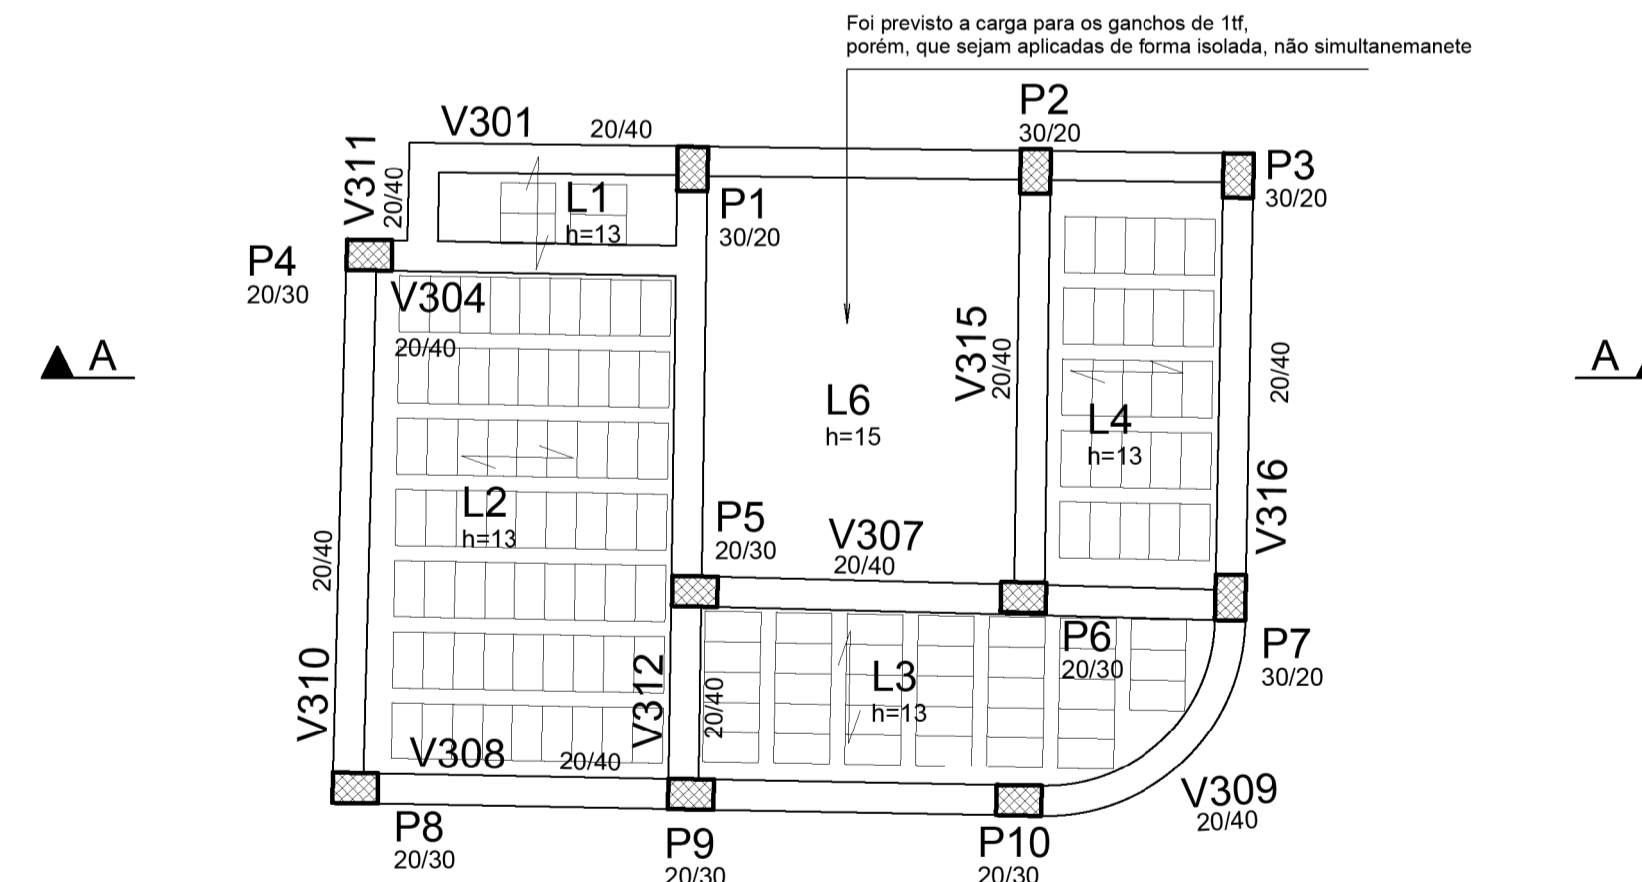 Foi previsto a carga para os ganchos de 1tf,
porém, que sejam aplicadas de forma isolada, não simultanemanete
V301
20/40
P2
30/20
V311
20/40
P3
30/20
L1
h=13
P1
30/20
P4
20/30
V304
20/40
A
A
V315
20/40
20/40
L6
h=15
L4
h=13
L2
h=13
P5
20/30
V307
20/40
V316
20/40
V310
V312
20/40
L3
h=13
P6
20/30
P7
30/20
V308
20/40
V309
20/40
P8
20/30
P9
20/30
P10
20/30